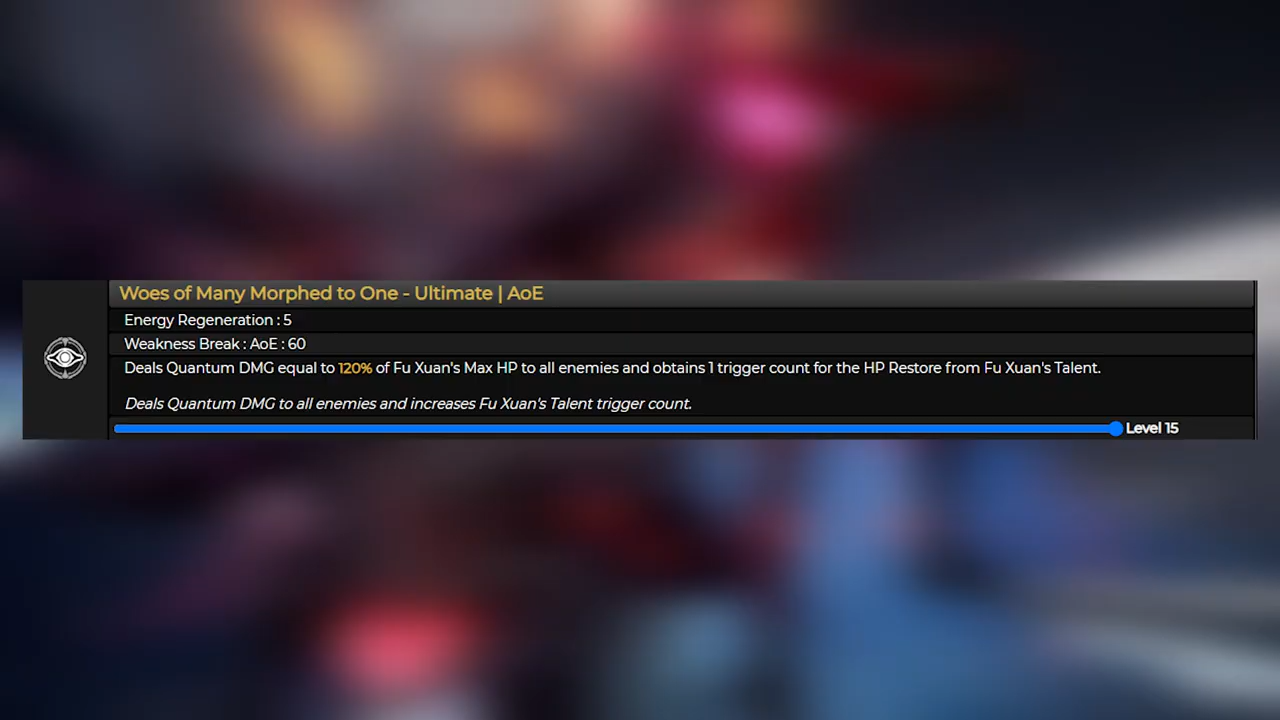 Woes of Many Morphed to One - Ultimate | AoE
Energy Regeneration : 5
Weakness Break : AoE : 60
Deals Quantum DMG equal to 120% of Fu Xuan's Max HP to all enemies and obtains 1 trigger count for the HP Restore from Fu Xuan's Talent.
Deals Quantum DMG to all enemies and increases Fu Xuan's Talent trigger count.
Level 15